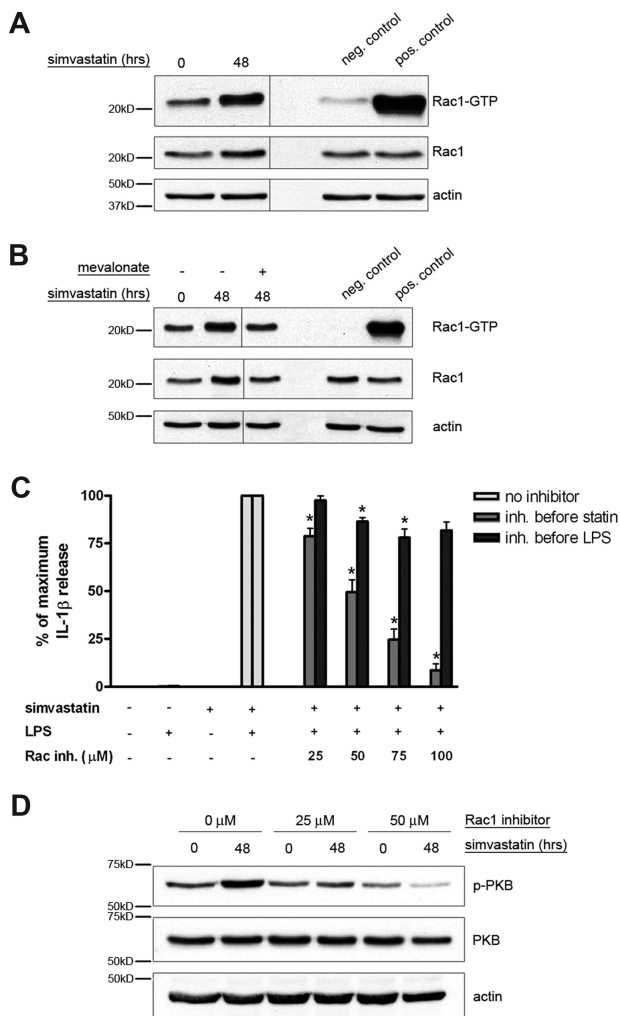 A
simvastatin (hrs) 0 48 neg. control pos. control
20kD Rac1-GTP
20kD Rac1
50kD
37kD actin
B
mevalonate - - +
simvastatin (hrs) 0 48 48 neg. control pos. control
20kD Rac1-GTP
20kD Rac1
50kD actin
C
% of maximum
IL-1β release
100
75
50
25
0
* * * * * * *
no inhibitor
inh. before statin
inh. before LPS
simvastatin - - + + + + + +
LPS - + - + + + + +
Rac inh. (μM) - - - - 25 50 75 100
D
0 μM 25 μM 50 μM Rac1 inhibitor
0 48 0 48 0 48 simvastatin (hrs)
75kD
50kD p-PKB
75kD
50kD PKB
50kD actin